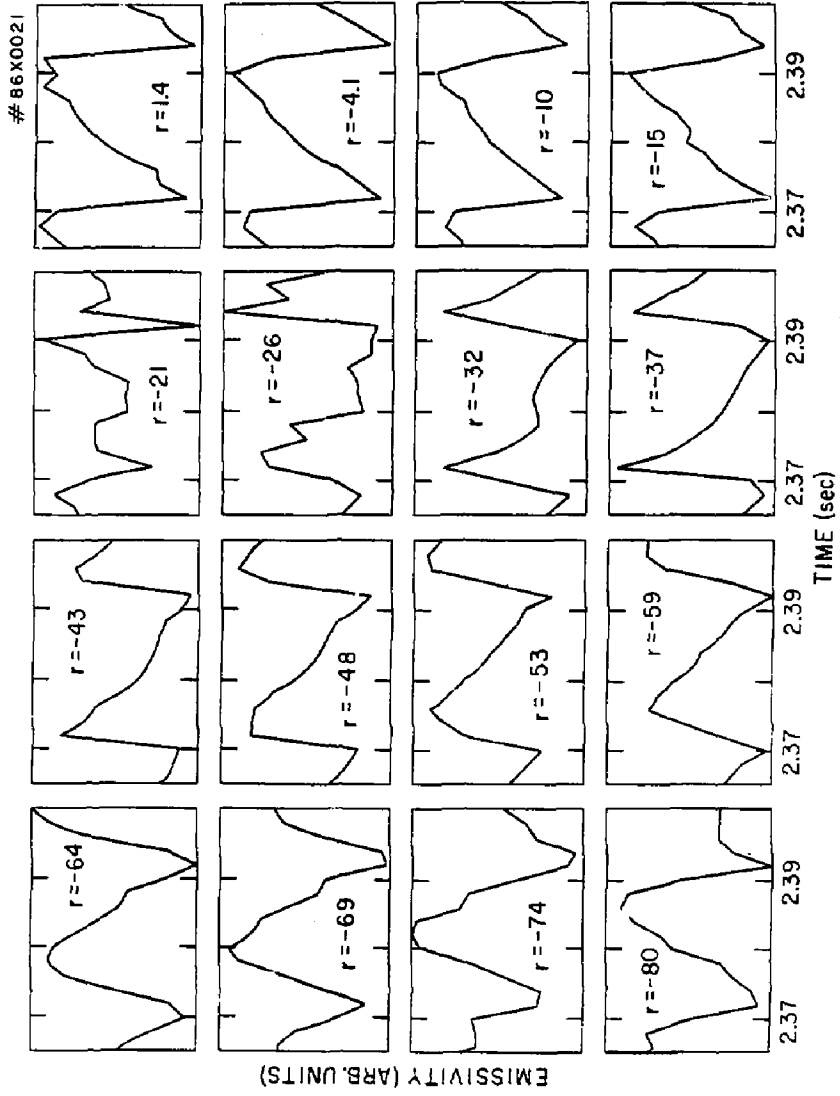 # 86X0021
EMISSIVITY (ARB. UNITS)
r=-64
r=-43
r=-21
r=1.4
r=-69
r=-48
r=-26
r=-4.1
r=-74
r=-53
r=-32
r=-10
r=-80
r=-59
r=-37
r=-15
2.37 2.39 2.37 2.39 2.37 2.39 2.37 2.39
TIME (sec)